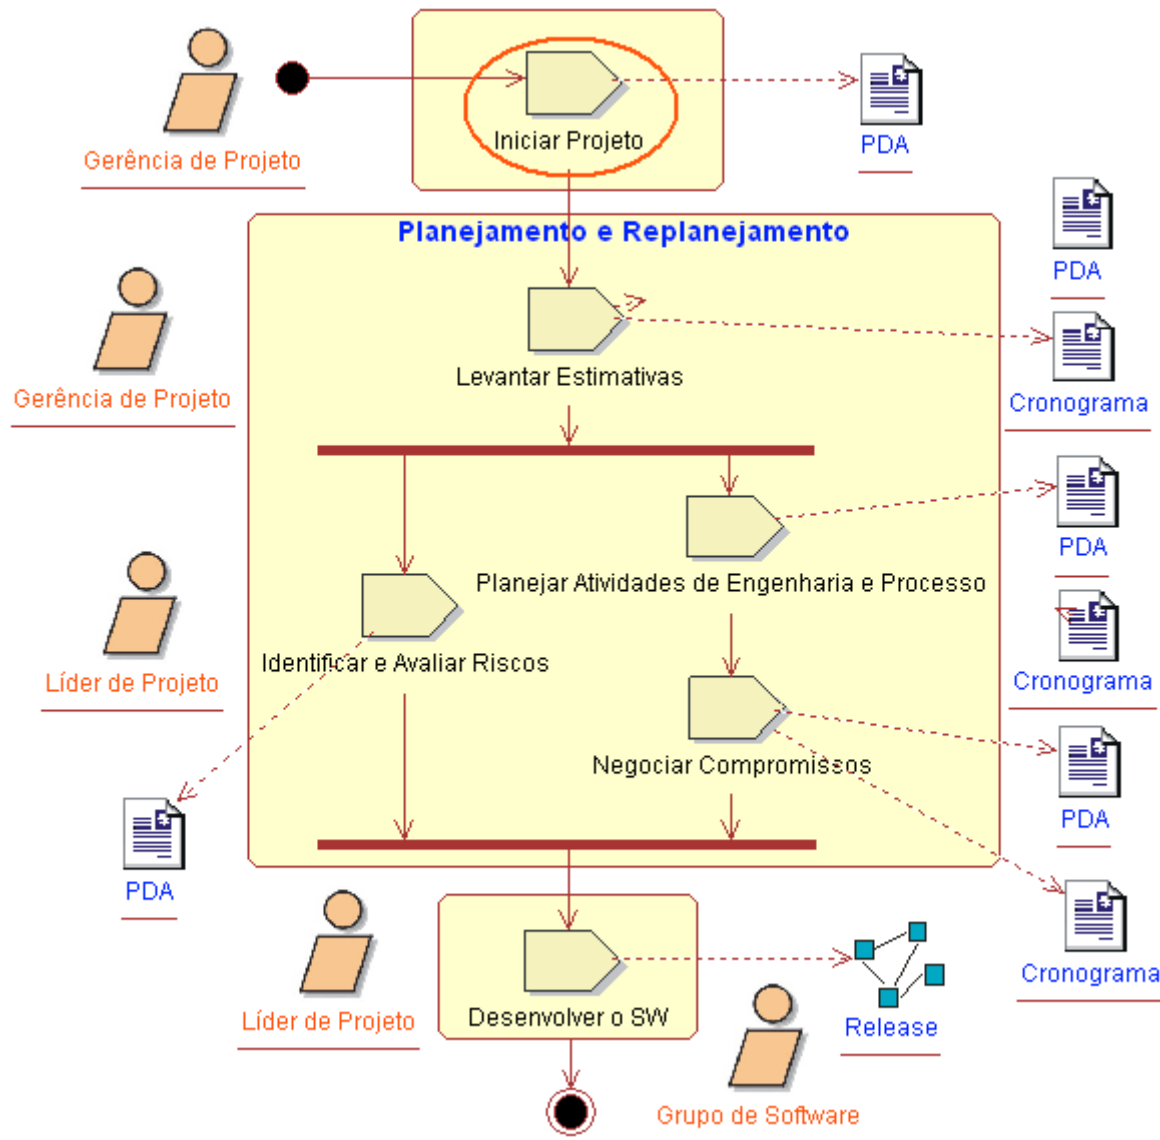 Iniciar Projeto
PDA
Gerência de Projeto
Planejamento e Replanejamento
PDA
Levantar Estimativas
Gerência de Projeto
Cronograma
PDA
Planejar Atividades de Engenharia e Processo
Identificar e Avaliar Riscos
Líder de Projeto
Cronograma
Negociar Compromissos
PDA
PDA
Cronograma
Líder de Projeto
Desenvolver o SW
Release
Grupo de Software